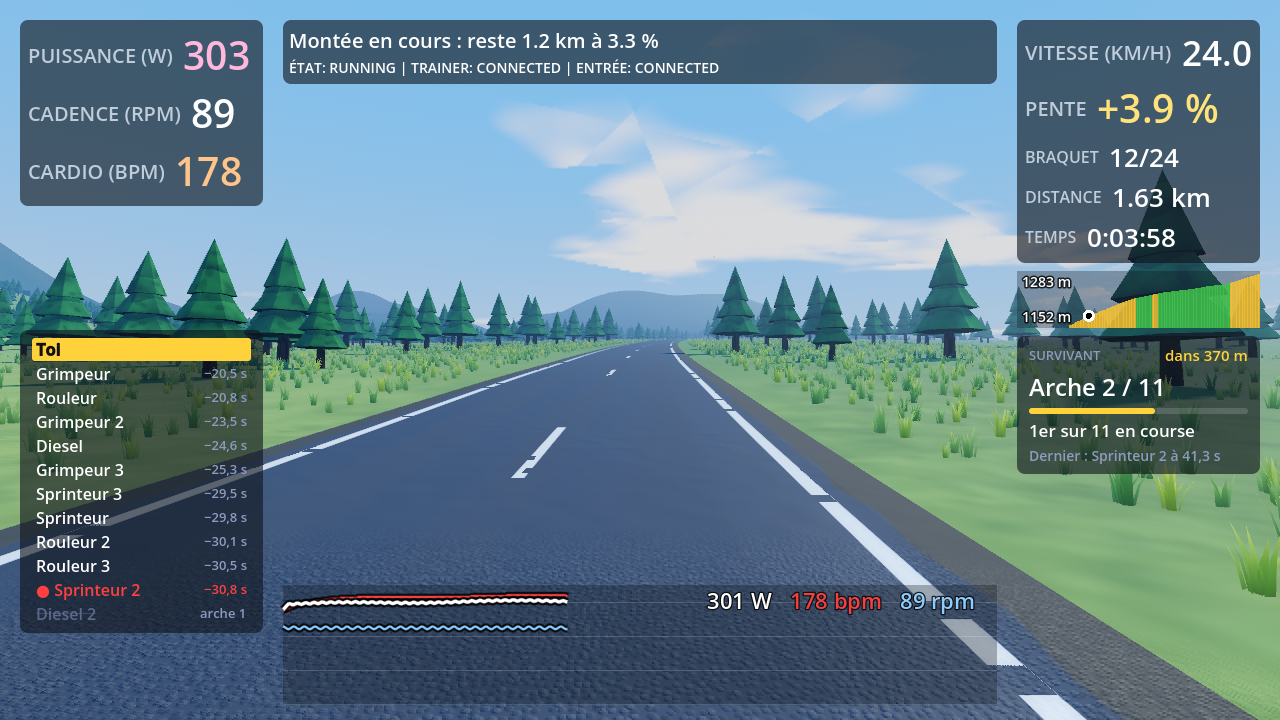 PUISSANCE (W) 303
CADENCE (RPM) 89
CARDIO (BPM) 178
Montée en cours : reste 1.2 km à 3.3 %
ÉTAT: RUNNING | TRAINER: CONNECTED | ENTRÉE: CONNECTED
VITESSE (KM/H) 24.0
PENTE +3.9 %
BRAQUET 12/24
DISTANCE 1.63 km
TEMPS 0:03:58
1283 m
1152 m
SURVIVANT dans 370 m
Arche 2 / 11
1er sur 11 en course
Dernier : Sprinteur 2 à 41,3 s
Toi
Grimpeur −20,5 s
Rouleur −20,8 s
Grimpeur 2 −23,5 s
Diesel −24,6 s
Grimpeur 3 −25,3 s
Sprinteur 3 −29,5 s
Sprinteur −29,8 s
Rouleur 2 −30,1 s
Rouleur 3 −30,5 s
Sprinteur 2 −30,8 s
Diesel 2 arche 1
301 W 178 bpm 89 rpm